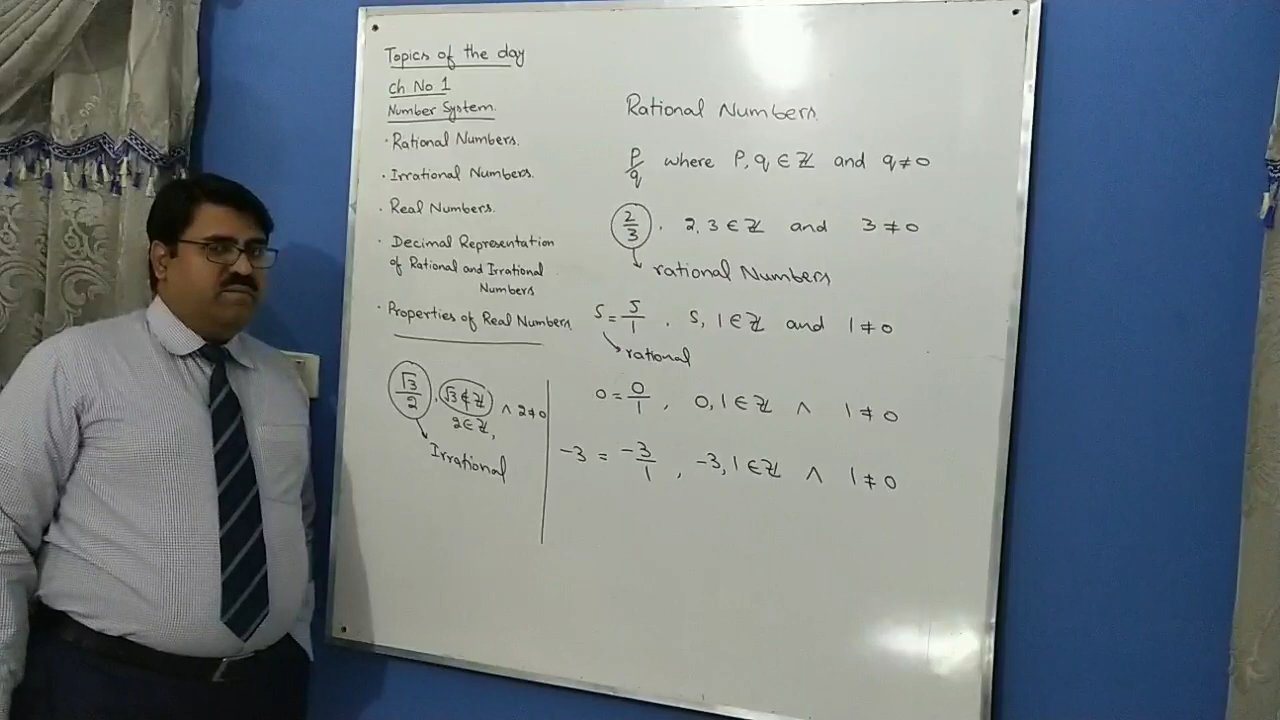 Topics of the day
Ch No 1
Number System.
· Rational Numbers.
· Irrational Numbers.
· Real Numbers.
· Decimal Representation
of Rational and Irrational
Numbers
· Properties of Real Numbers.
√3/2 , √3 ∉ ℤ ∧ 2≠0
2 ∈ ℤ,
Irrational
Rational Numbers.
P/q where P, q ∈ ℤ and q ≠ 0
2/3 . 2, 3 ∈ ℤ and 3 ≠ 0
rational Numbers
5 = 5/1 . 5, 1 ∈ ℤ and 1 ≠ 0
rational
0 = 0/1 , 0, 1 ∈ ℤ ∧ 1 ≠ 0
-3 = -3/1 , -3, 1 ∈ ℤ ∧ 1 ≠ 0